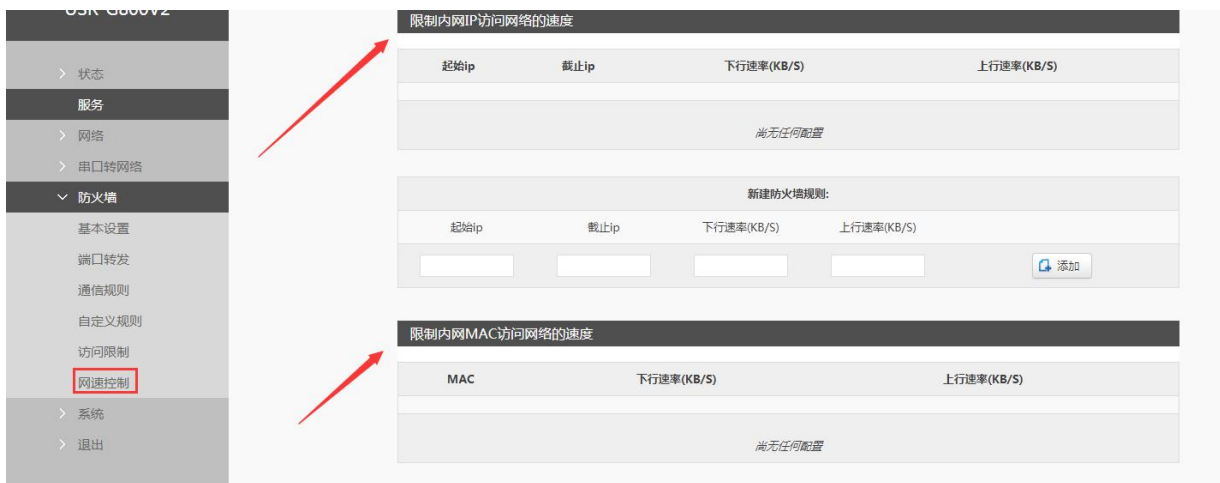 USR-G800V2
状态
服务
网络
串口转网络
防火墙
基本设置
端口转发
通信规则
自定义规则
访问限制
网速控制
系统
退出
限制内网IP访问网络的速度
起始ip 截止ip 下行速率(KB/S) 上行速率(KB/S)
尚无任何配置
新建防火墙规则:
起始ip 截止ip 下行速率(KB/S) 上行速率(KB/S)
添加
限制内网MAC访问网络的速度
MAC 下行速率(KB/S) 上行速率(KB/S)
尚无任何配置